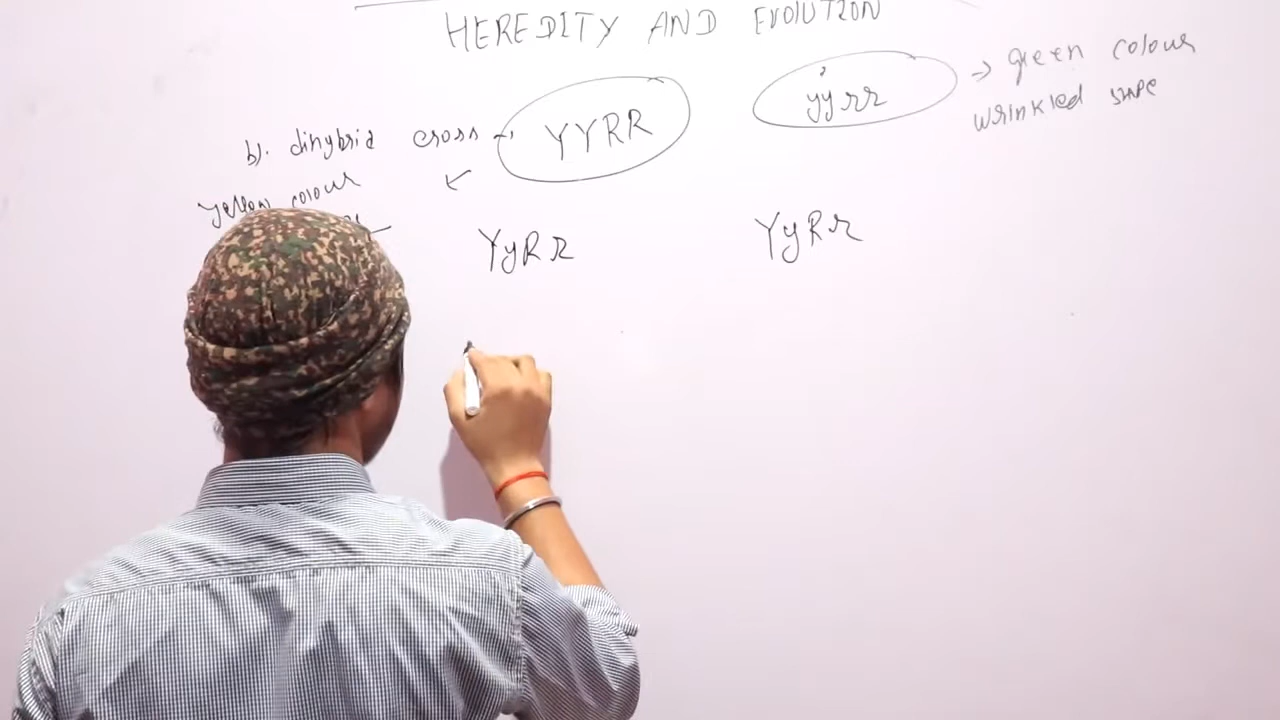 HEREDITY AND EVOLUTION
b). dihybrid cross → YYRR
yyrr → green colour
wrinkled shape
Yellow colour
YyRr YyRr